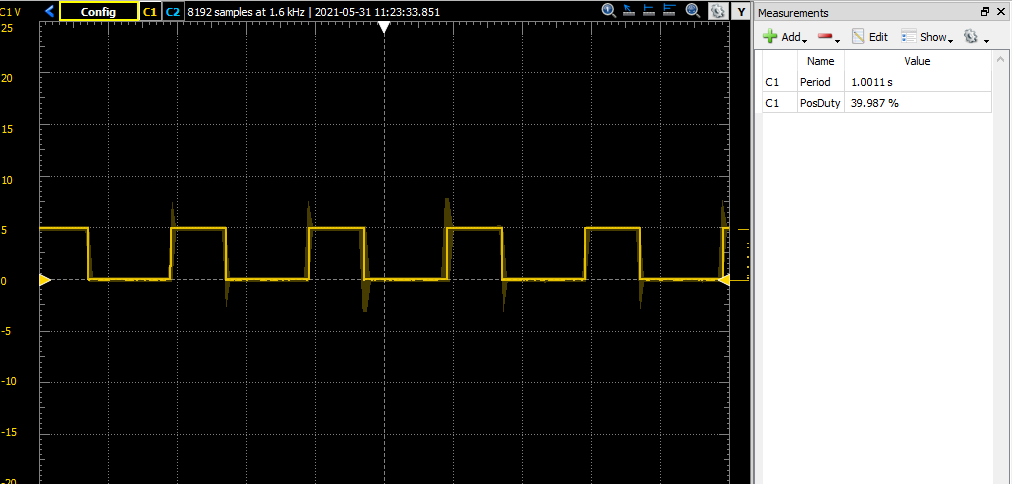 C1 V Config C1 C2 8192 samples at 1.6 kHz | 2021-05-31 11:23:33.851 Y
25
20
15
10
5
0
-5
-10
-15
-20
Measurements
Add Edit Show
Name Value
C1 Period 1.0011 s
C1 PosDuty 39.987 %